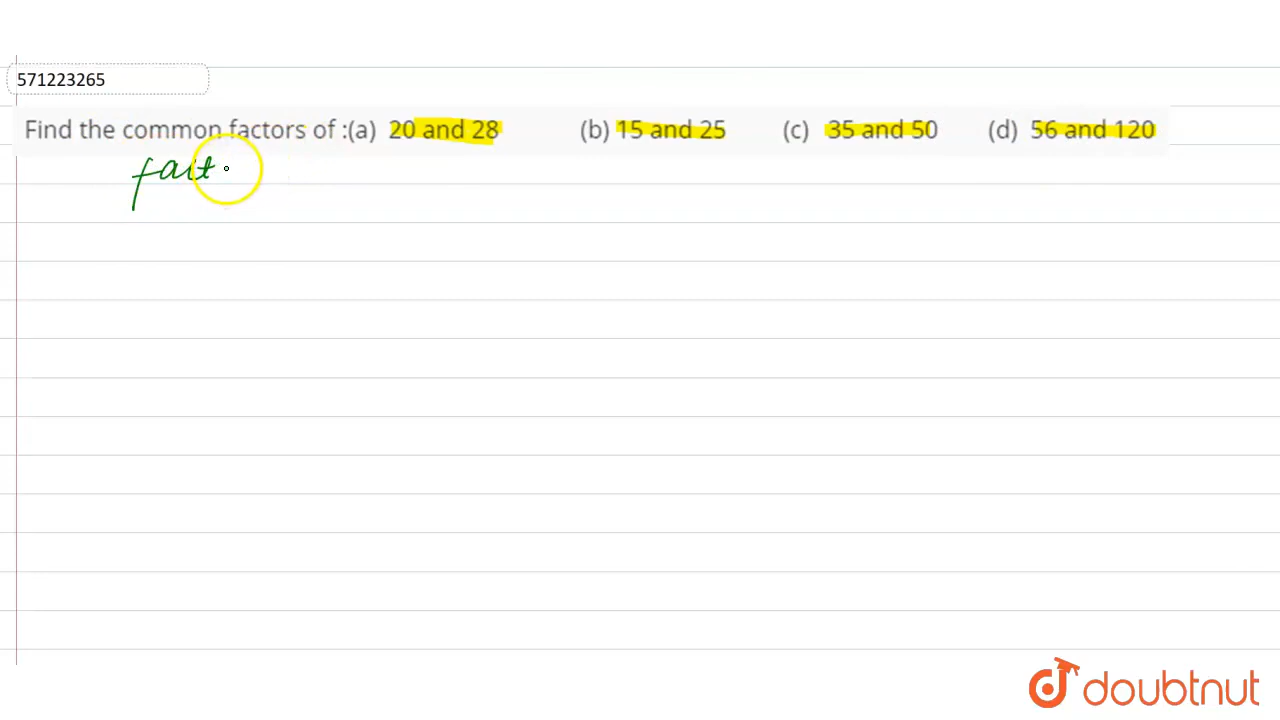 571223265
Find the common factors of :(a) 20 and 28 (b) 15 and 25 (c) 35 and 50 (d) 56 and 120
fact
doubtnut